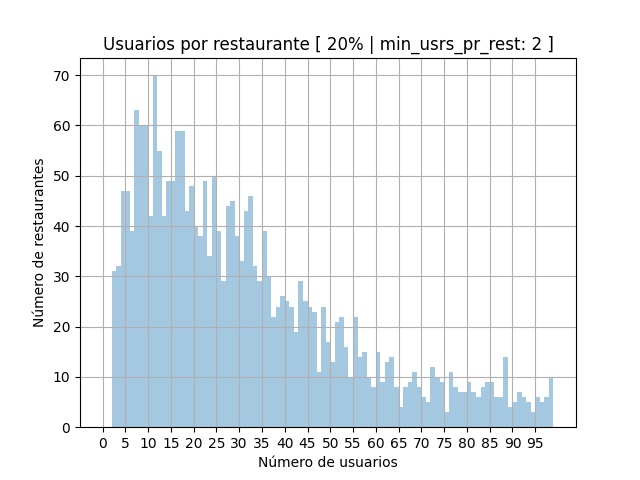 Usuarios por restaurante [ 20% | min_usrs_pr_rest: 2 ]
70
60
50
40
30
20
10
0
Número de restaurantes
0 5 10 15 20 25 30 35 40 45 50 55 60 65 70 75 80 85 90 95
Número de usuarios